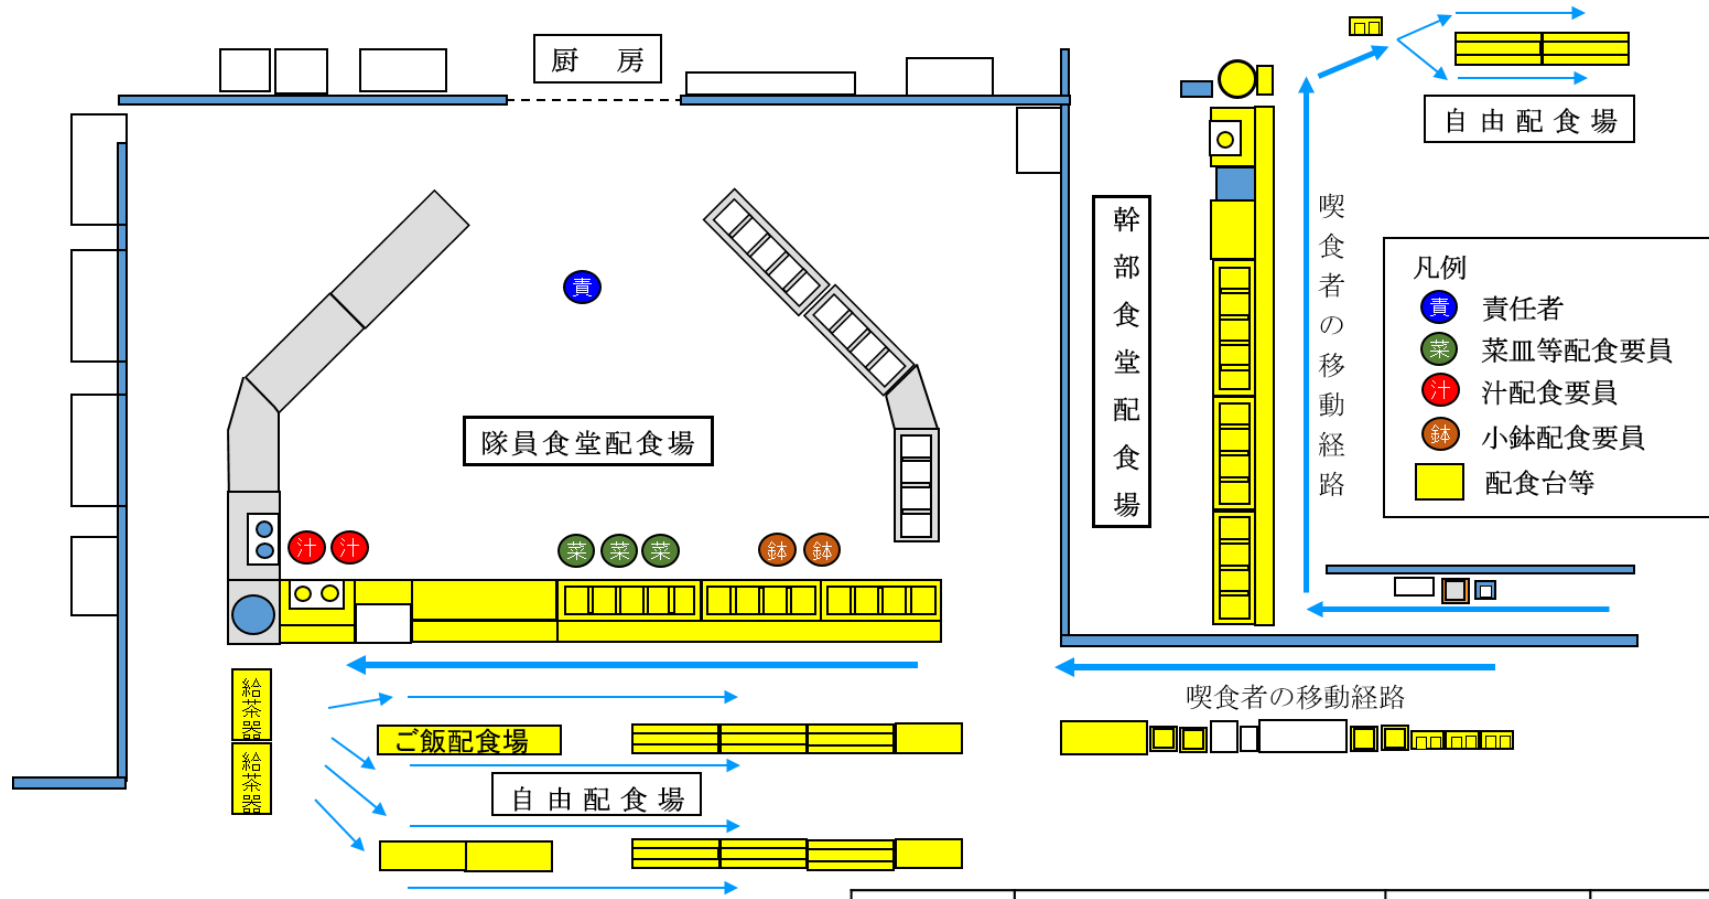 厨　房
自由配食場
喫食者の移動経路
幹部食堂配食場
凡例
責 責任者
菜 菜皿等配食要員
汁 汁配食要員
鉢 小鉢配食要員
配食台等
責
隊員食堂配食場
汁 汁 菜 菜 菜 鉢 鉢
喫食者の移動経路
給茶器
給茶器
ご飯配食場
自由配食場